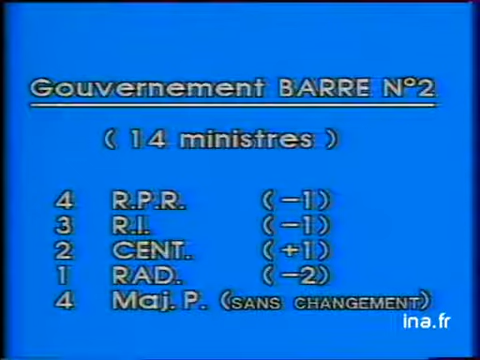 Gouvernement BARRE N°2
( 14 ministres )
4 R.P.R. ( −1)
3 R.I. ( −1)
2 CENT. ( +1)
1 RAD. ( −2)
4 Maj. P. (SANS CHANGEMENT)
ina.fr